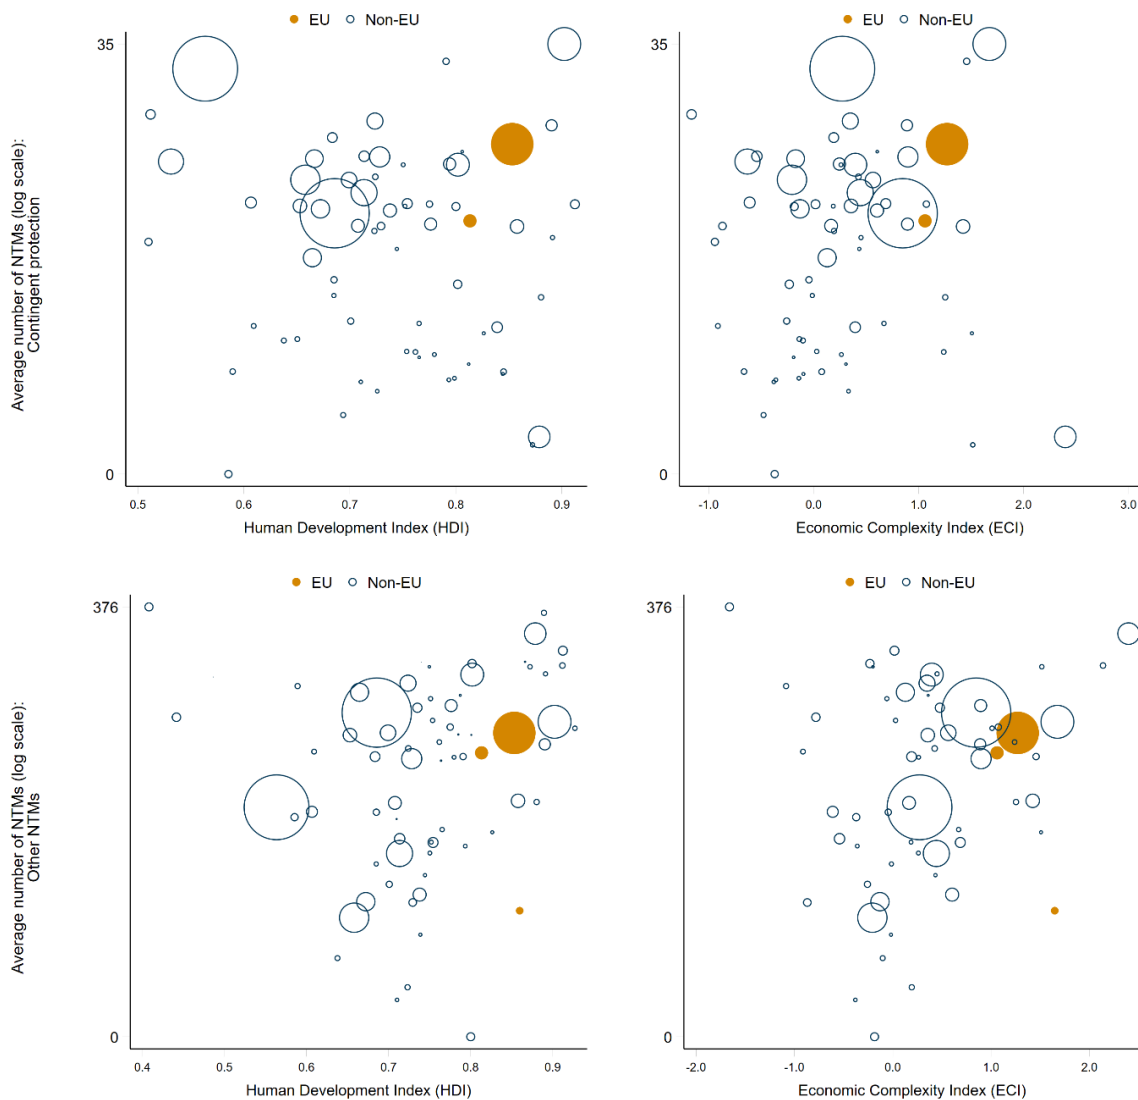 EU Non-EU
35
0
Average number of NTMs (log scale):
Contingent protection
0.5 0.6 0.7 0.8 0.9
Human Development Index (HDI)
EU Non-EU
35
0
-1.0 0.0 1.0 2.0 3.0
Economic Complexity Index (ECI)
EU Non-EU
376
0
Average number of NTMs (log scale):
Other NTMs
0.4 0.5 0.6 0.7 0.8 0.9
Human Development Index (HDI)
EU Non-EU
376
0
-2.0 -1.0 0.0 1.0 2.0
Economic Complexity Index (ECI)